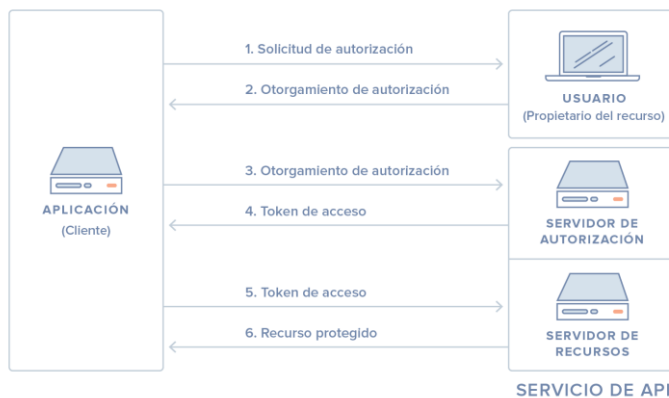 1. Solicitud de autorización
2. Otorgamiento de autorización
USUARIO
(Propietario del recurso)
APLICACIÓN
(Cliente)
3. Otorgamiento de autorización
4. Token de acceso
SERVIDOR DE
AUTORIZACIÓN
5. Token de acceso
6. Recurso protegido
SERVIDOR DE
RECURSOS
SERVICIO DE API